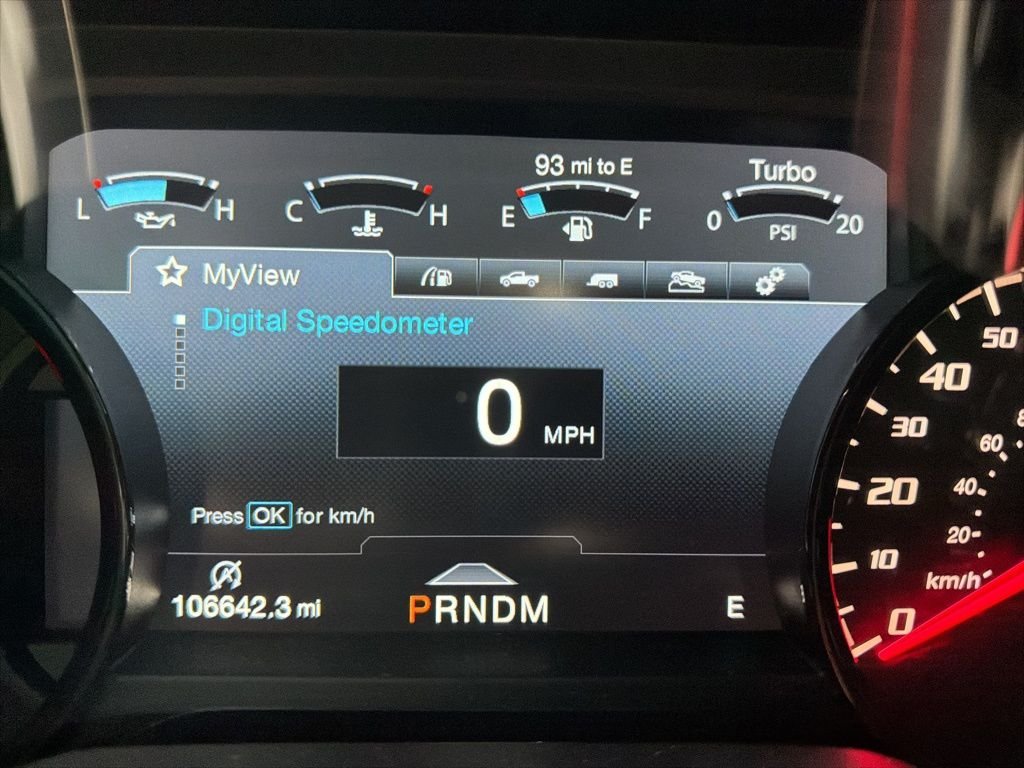 93 mi to E
Turbo
L H
C H
E F
0 20
PSI
MyView
Digital Speedometer
0 MPH
Press OK for km/h
106642.3 mi
PRNDM
E
50
40
30
20
10
0
60
40
20
km/h